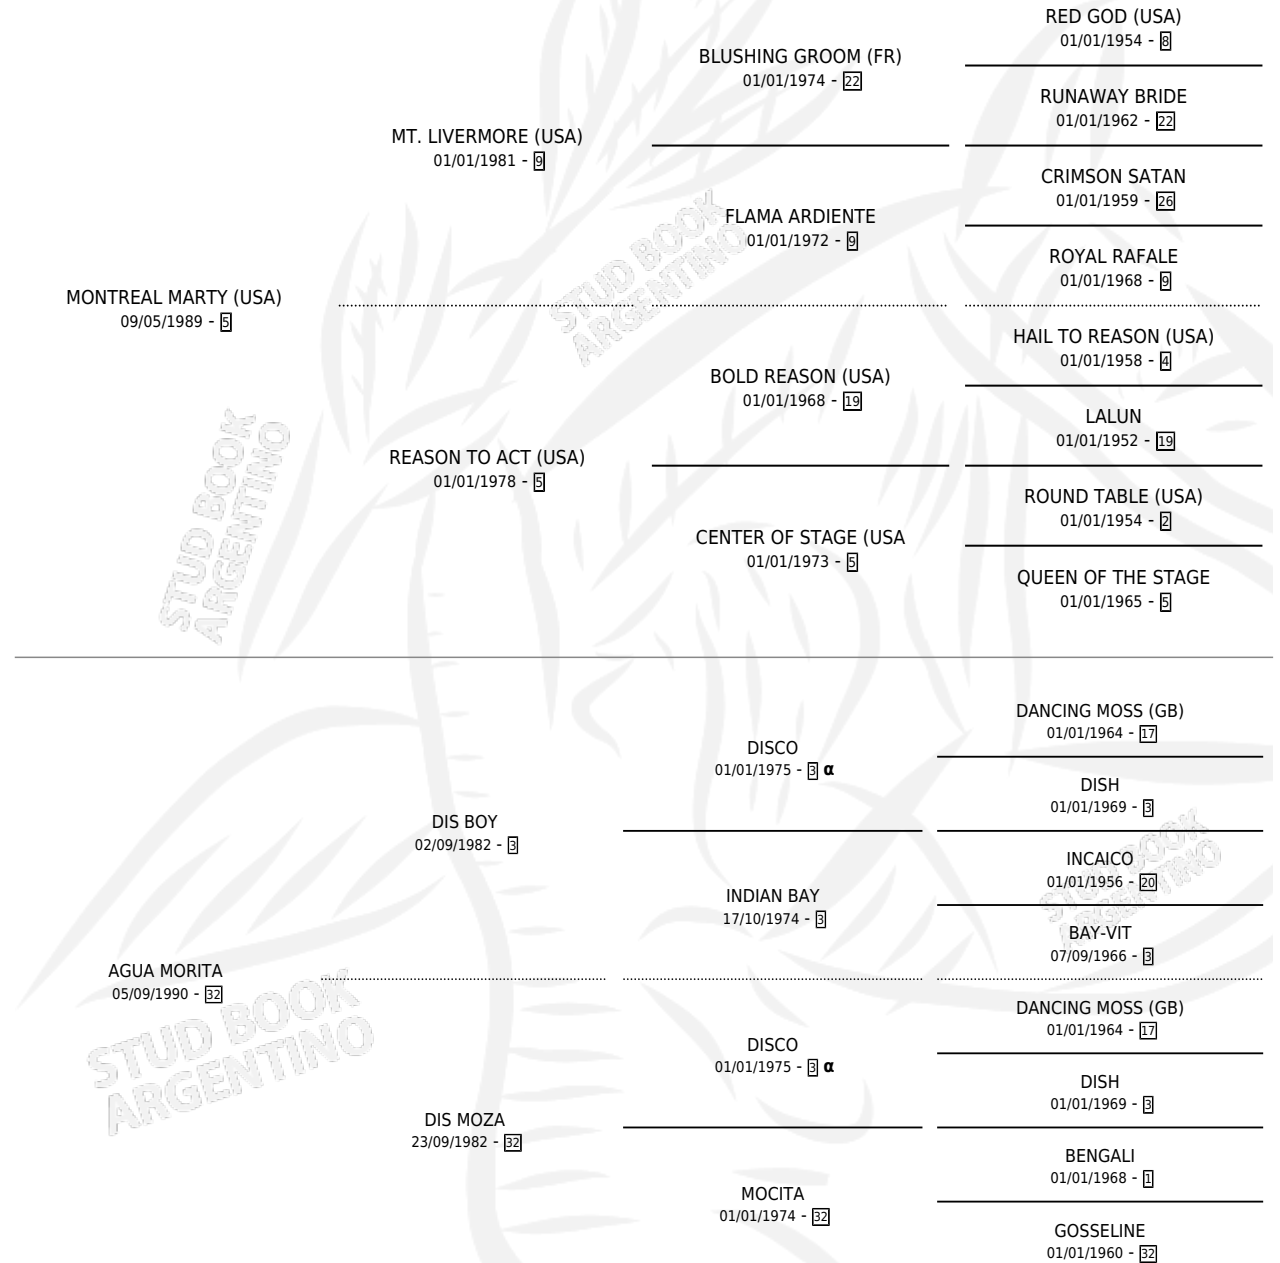 RED GOD (USA)
01/01/1954 - 8
BLUSHING GROOM (FR)
01/01/1974 - 22
RUNAWAY BRIDE
01/01/1962 - 22
MT. LIVERMORE (USA)
01/01/1981 - 9
CRIMSON SATAN
01/01/1959 - 26
FLAMA ARDIENTE
01/01/1972 - 9
ROYAL RAFALE
01/01/1968 - 9
MONTREAL MARTY (USA)
09/05/1989 - 5
HAIL TO REASON (USA)
01/01/1958 - 4
BOLD REASON (USA)
01/01/1968 - 19
LALUN
01/01/1952 - 19
REASON TO ACT (USA)
01/01/1978 - 5
ROUND TABLE (USA)
01/01/1954 - 2
CENTER OF STAGE (USA
01/01/1973 - 5
QUEEN OF THE STAGE
01/01/1965 - 5
DANCING MOSS (GB)
01/01/1964 - 17
DISCO
01/01/1975 - 3 α
DISH
01/01/1969 - 3
DIS BOY
02/09/1982 - 3
INCAICO
01/01/1956 - 20
INDIAN BAY
17/10/1974 - 3
BAY-VIT
07/09/1966 - 3
AGUA MORITA
05/09/1990 - 32
DANCING MOSS (GB)
01/01/1964 - 17
DISCO
01/01/1975 - 3 α
DISH
01/01/1969 - 3
DIS MOZA
23/09/1982 - 32
BENGALI
01/01/1968 - 1
MOCITA
01/01/1974 - 32
GOSSELINE
01/01/1960 - 32
STUD BOOK
ARGENTINO
STUD BOOK
ARGENTINO
STUD BOOK
ARGENTINO
STUD BOOK
ARGENTINO